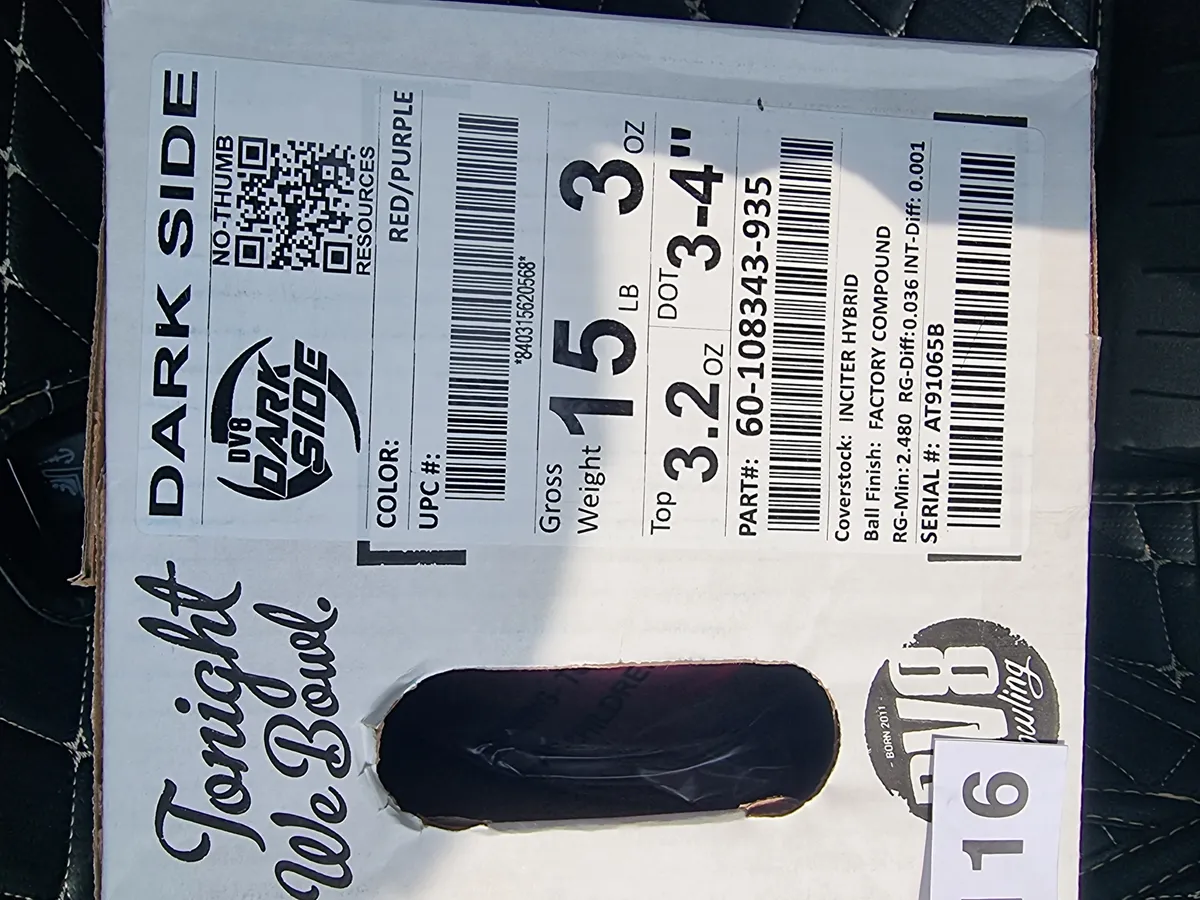 DARK SIDE
DV8
DARK
SIDE
NO-THUMB
RESOURCES
COLOR: RED/PURPLE
UPC #:
*840315620568*
Gross
Weight 15 LB 3 OZ
Top 3.2 OZ DOT 3-4"
PART#: 60-108343-935
Coverstock: INCITER HYBRID
Ball Finish: FACTORY COMPOUND
RG-Min: 2.480 RG-Diff:0.036 INT-Diff: 0.001
SERIAL #: AT91065B
Tonight
We Bowl.
- BORN 2011 -
DV8
owling
16